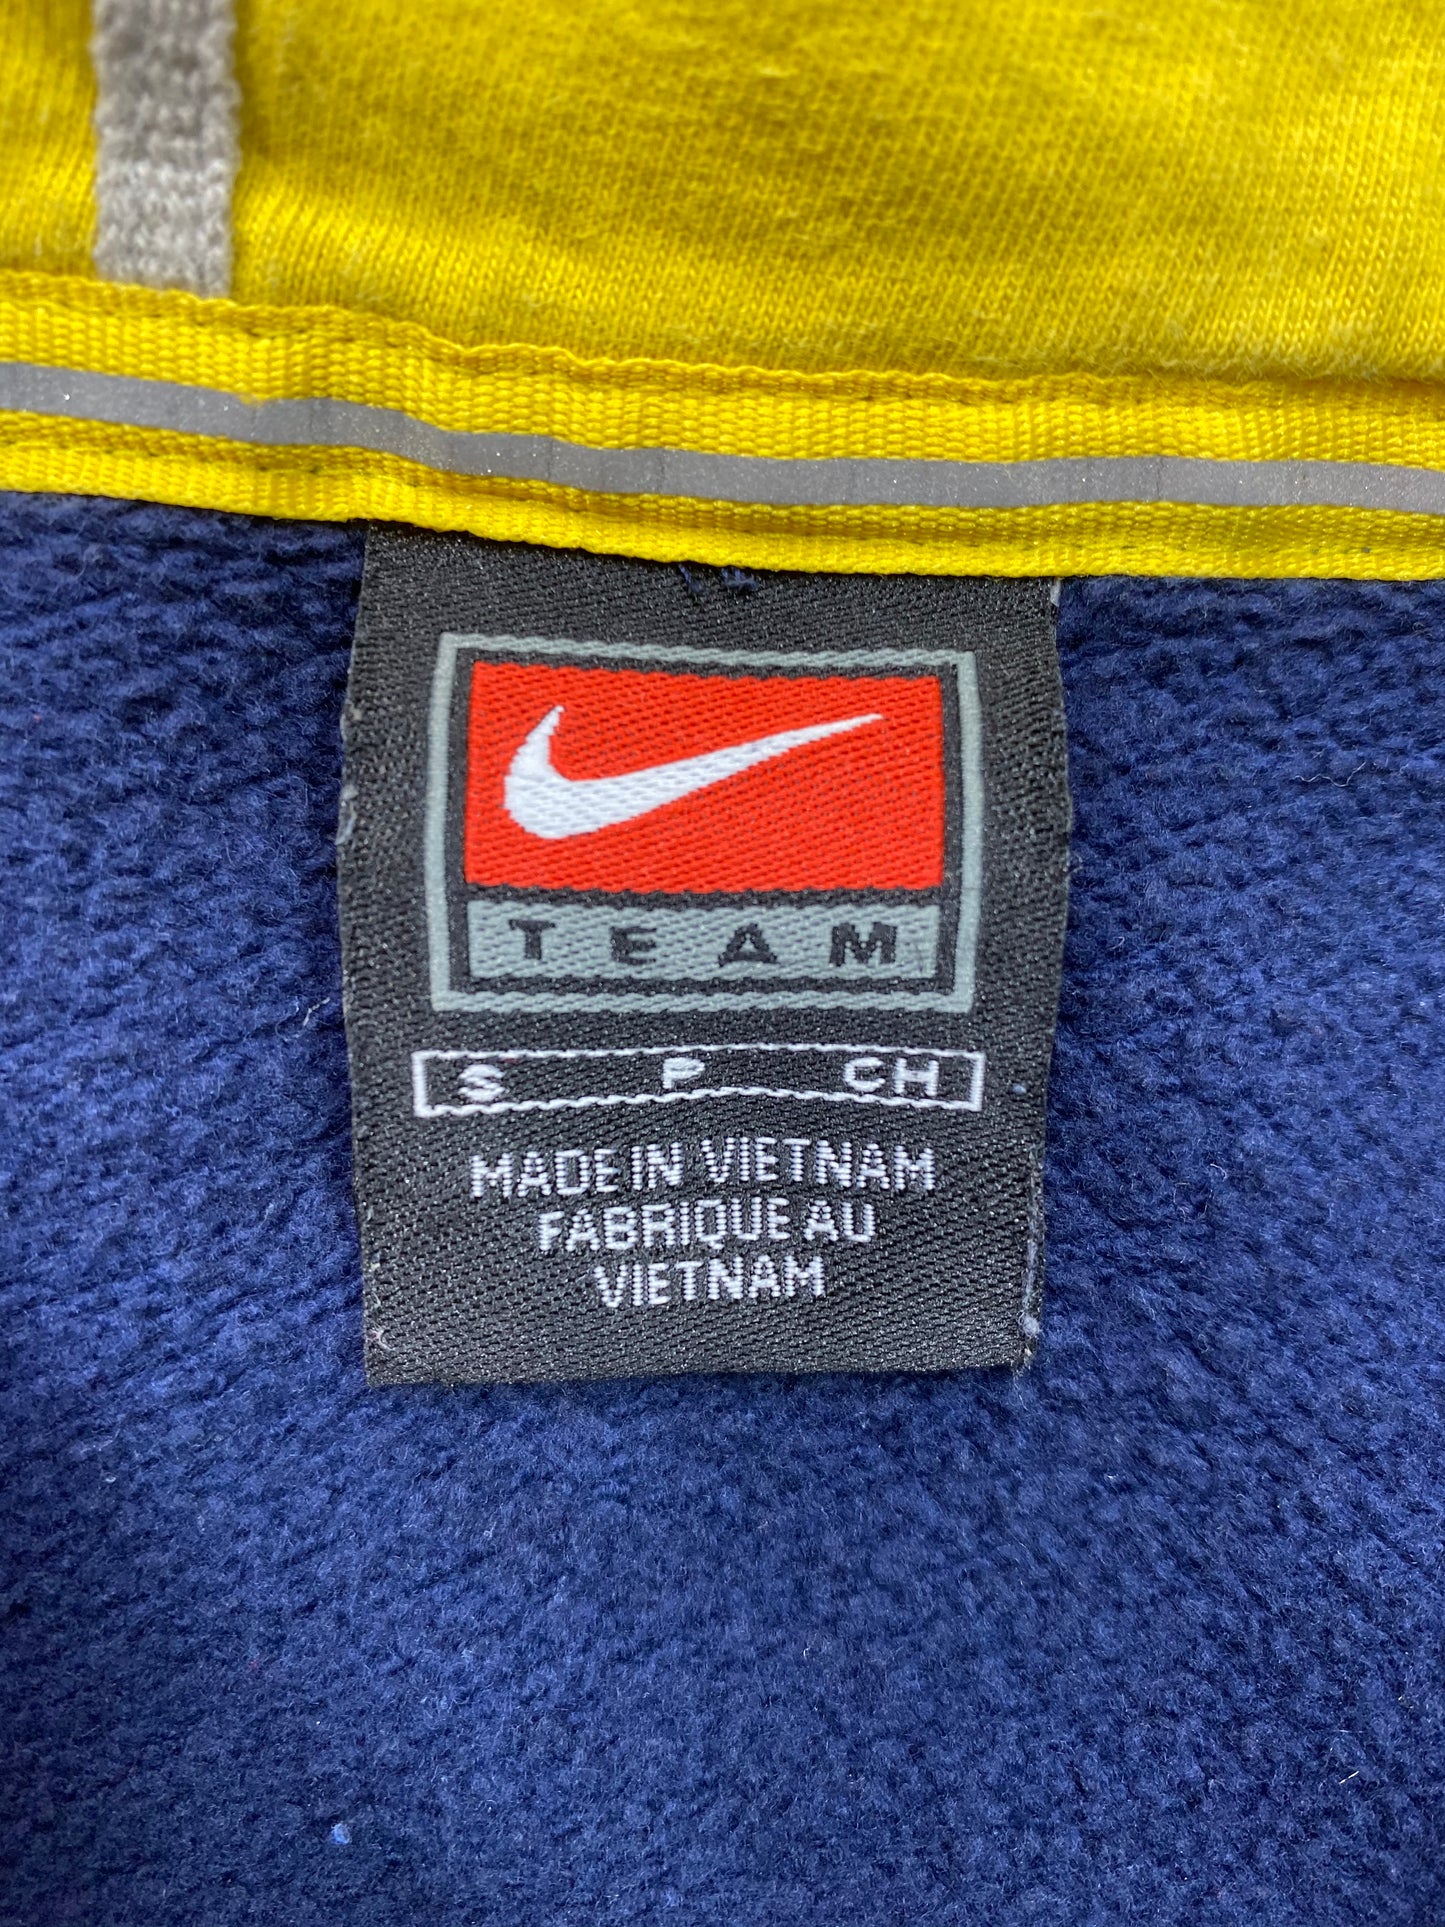 TEAM
S P CH
MADE IN VIETNAM
FABRIQUE AU
VIETNAM